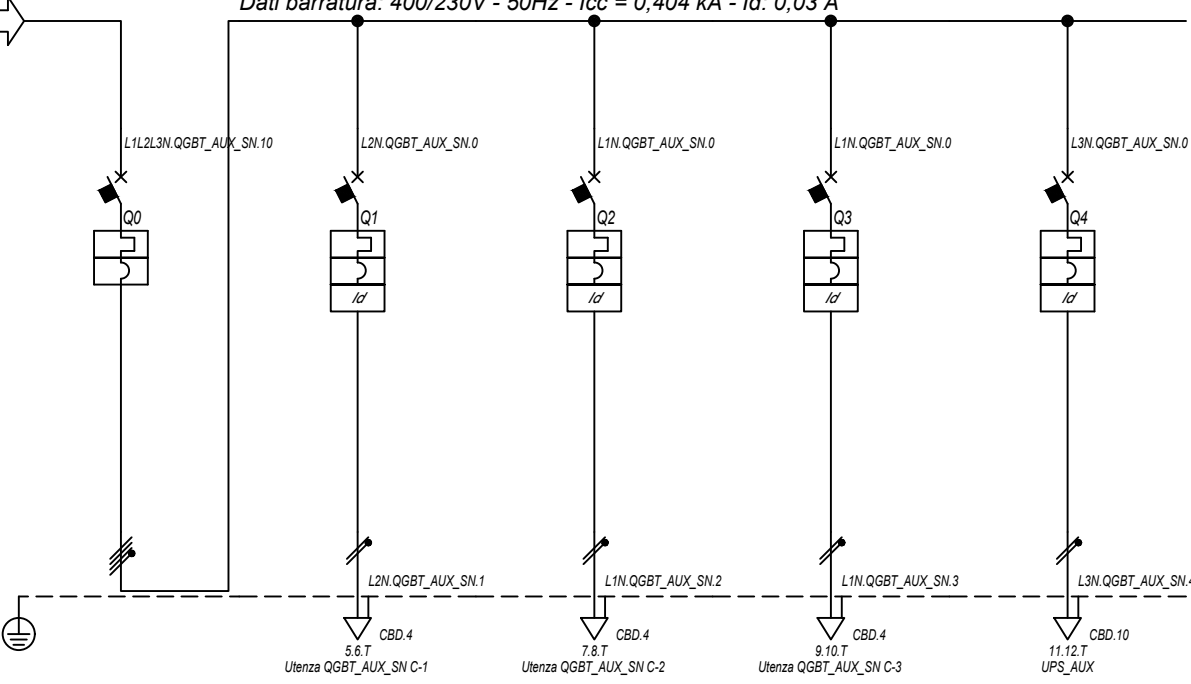 Dati barratura: 400/230V - 50Hz - Icc = 0,404 kA - Id: 0,03 A
L1L2L3N.QGBT_AUX_SN.10
L2N.QGBT_AUX_SN.0
L1N.QGBT_AUX_SN.0
L1N.QGBT_AUX_SN.0
L3N.QGBT_AUX_SN.0
Q0
Q1
Q2
Q3
Q4
Id
Id
Id
Id
L2N.QGBT_AUX_SN.1
L1N.QGBT_AUX_SN.2
L1N.QGBT_AUX_SN.3
L3N.QGBT_AUX_SN.4
CBD.4
CBD.4
CBD.4
CBD.10
5.6.T
7.8.T
9.10.T
11.12.T
Utenza QGBT_AUX_SN C-1
Utenza QGBT_AUX_SN C-2
Utenza QGBT_AUX_SN C-3
UPS_AUX